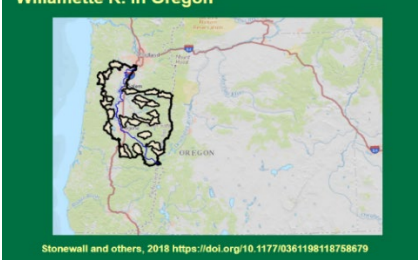 Willamette R. in Oregon
OREGON
Stonewall and others, 2018 https://doi.org/10.1177/0361198118758679